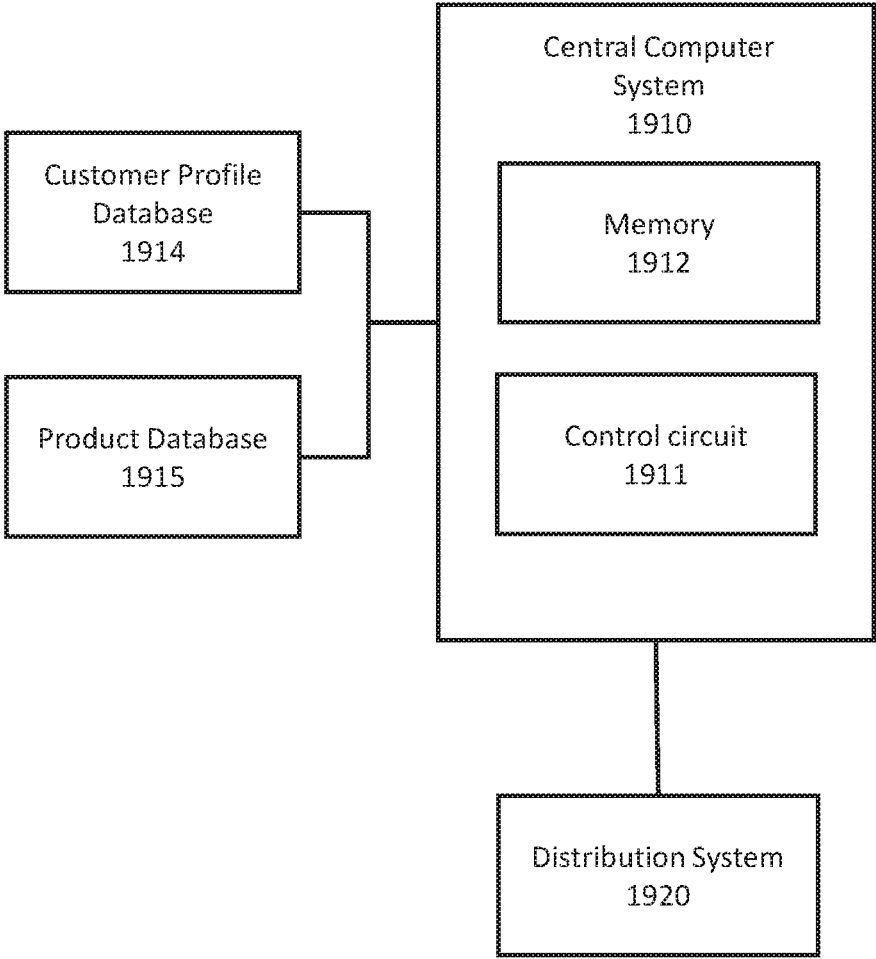 Central Computer
System
1910
Customer Profile
Database
1914
Memory
1912
Product Database
1915
Control circuit
1911
Distribution System
1920